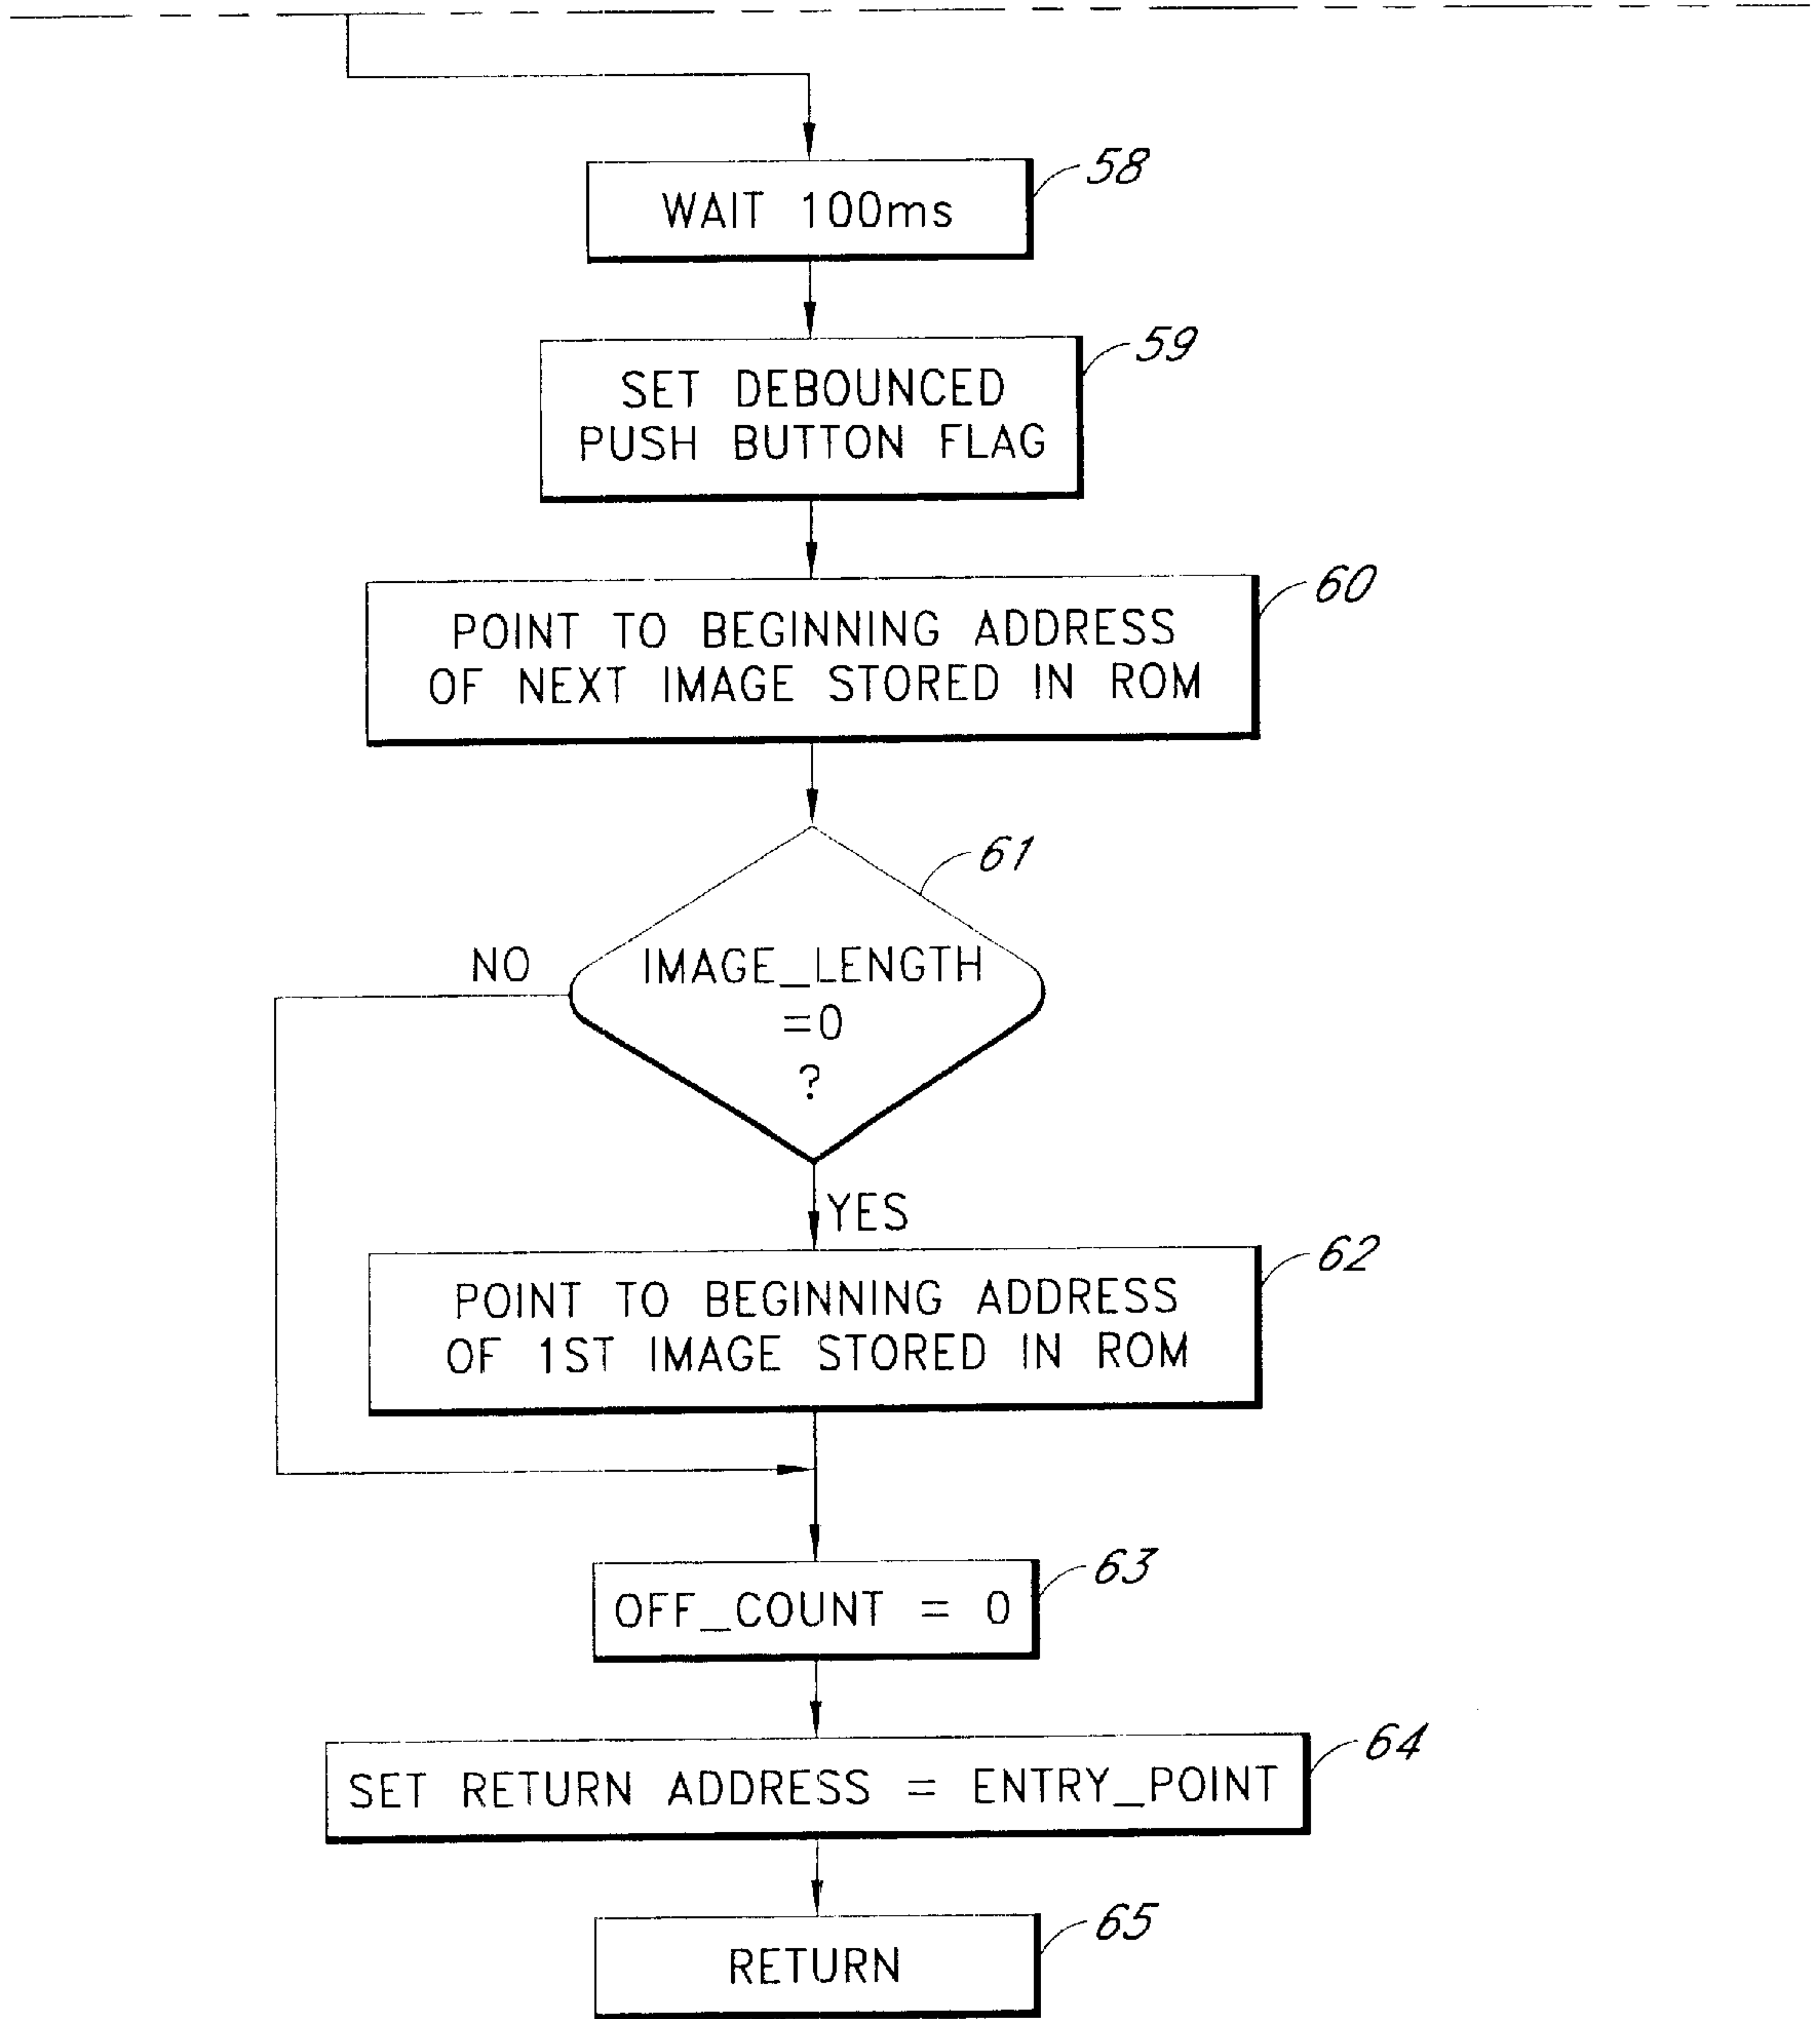 58
WAIT 100ms
59
SET DEBOUNCED
PUSH BUTTON FLAG
60
POINT TO BEGINNING ADDRESS
OF NEXT IMAGE STORED IN ROM
61
NO
IMAGE_LENGTH
=0
?
YES
62
POINT TO BEGINNING ADDRESS
OF 1ST IMAGE STORED IN ROM
63
OFF_COUNT = 0
64
SET RETURN ADDRESS = ENTRY_POINT
65
RETURN